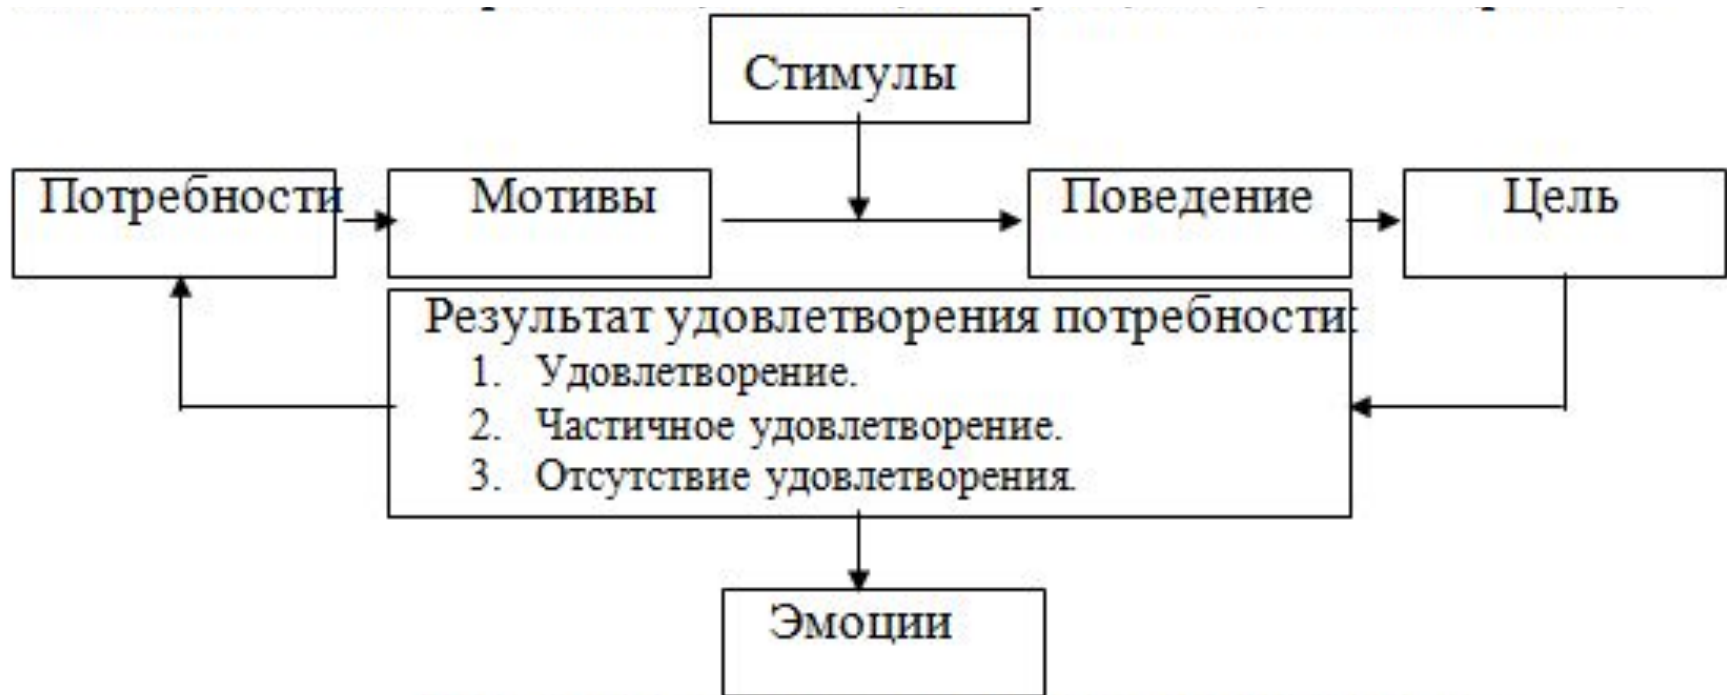 Стимулы
Потребности
Мотивы
Поведение
Цель
Результат удовлетворения потребности:
1. Удовлетворение.
2. Частичное удовлетворение.
3. Отсутствие удовлетворения.
Эмоции